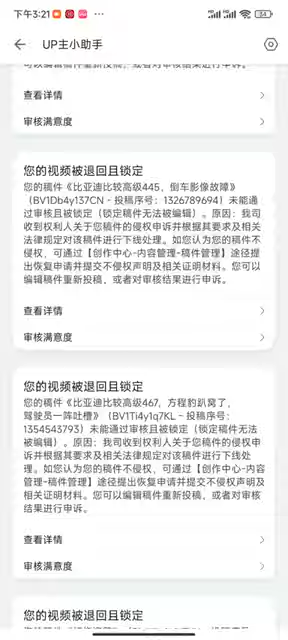 下午3:21
54
UP主小助手
查看详情
审核满意度
您的视频被退回且锁定
您的稿件《比亚迪比较高级445，倒车影像故障》
（BV1Db4y137CN - 投稿序号：1326789694）未能通
过审核且被锁定（锁定稿件无法被编辑）。原因：我司
收到权利人关于您稿件的侵权申诉并根据其要求及相关
法律规定对该稿件进行下线处理。如您认为您的稿件不
侵权，可通过【创作中心-内容管理-稿件管理】途径提
出恢复申请并提交不侵权声明及相关证明材料。您可以
编辑稿件重新投稿，或者对审核结果进行申诉。
查看详情
审核满意度
您的视频被退回且锁定
您的稿件《比亚迪比较高级467，方程豹趴窝了，
驾驶员一阵吐槽》（BV1Ti4y1q7KL - 投稿序号：
1354543793）未能通过审核且被锁定（锁定稿件无法
被编辑）。原因：我司收到权利人关于您稿件的侵权申
诉并根据其要求及相关法律规定对该稿件进行下线处
理。如您认为您的稿件不侵权，可通过【创作中心-内容
管理-稿件管理】途径提出恢复申请并提交不侵权声明及
相关证明材料。您可以编辑稿件重新投稿，或者对审核
结果进行申诉。
查看详情
审核满意度
您的视频被退回且锁定